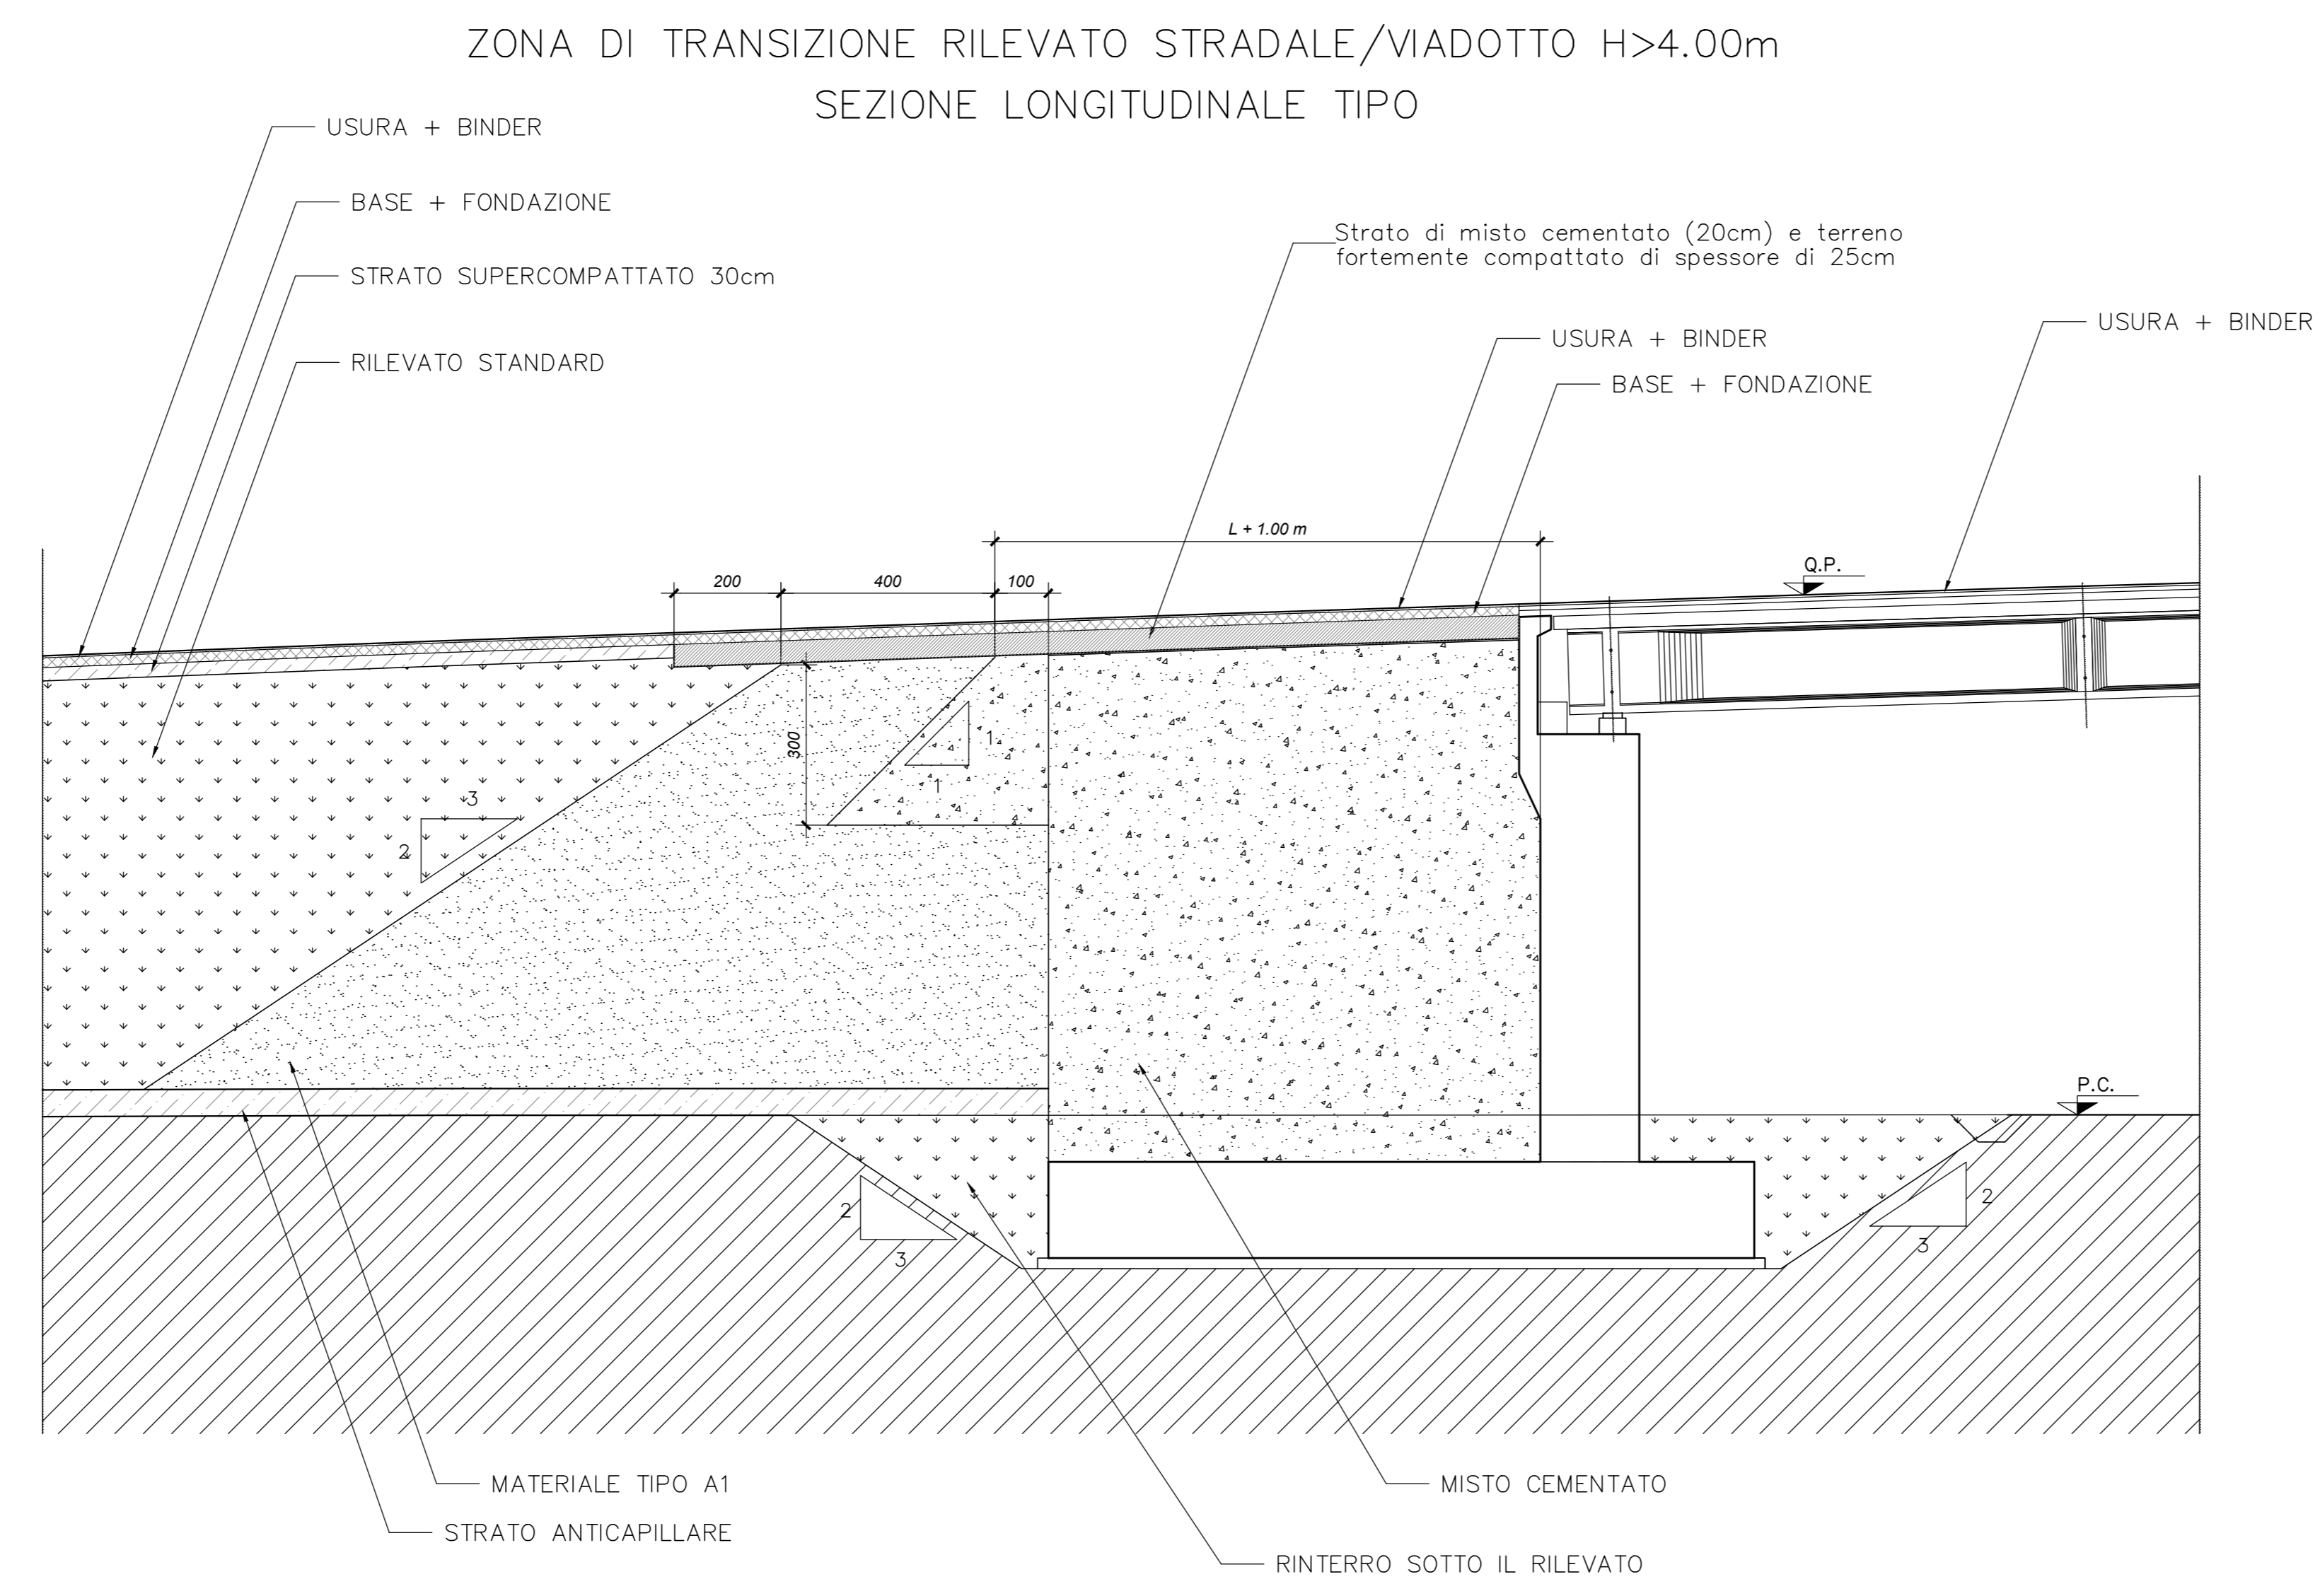 ZONA DI TRANSIZIONE RILEVATO STRADALE/VIADOTTO H>4.00m
SEZIONE LONGITUDINALE TIPO
USURA + BINDER
BASE + FONDAZIONE
STRATO SUPERCOMPATTATO 30cm
RILEVATO STANDARD
Strato di misto cementato (20cm) e terreno
fortemente compattato di spessore di 25cm
USURA + BINDER
BASE + FONDAZIONE
USURA + BINDER
L + 1.00 m
200
400
100
Q.P.
300
1
1
3
2
P.C.
2
3
2
3
MATERIALE TIPO A1
STRATO ANTICAPILLARE
MISTO CEMENTATO
RINTERRO SOTTO IL RILEVATO